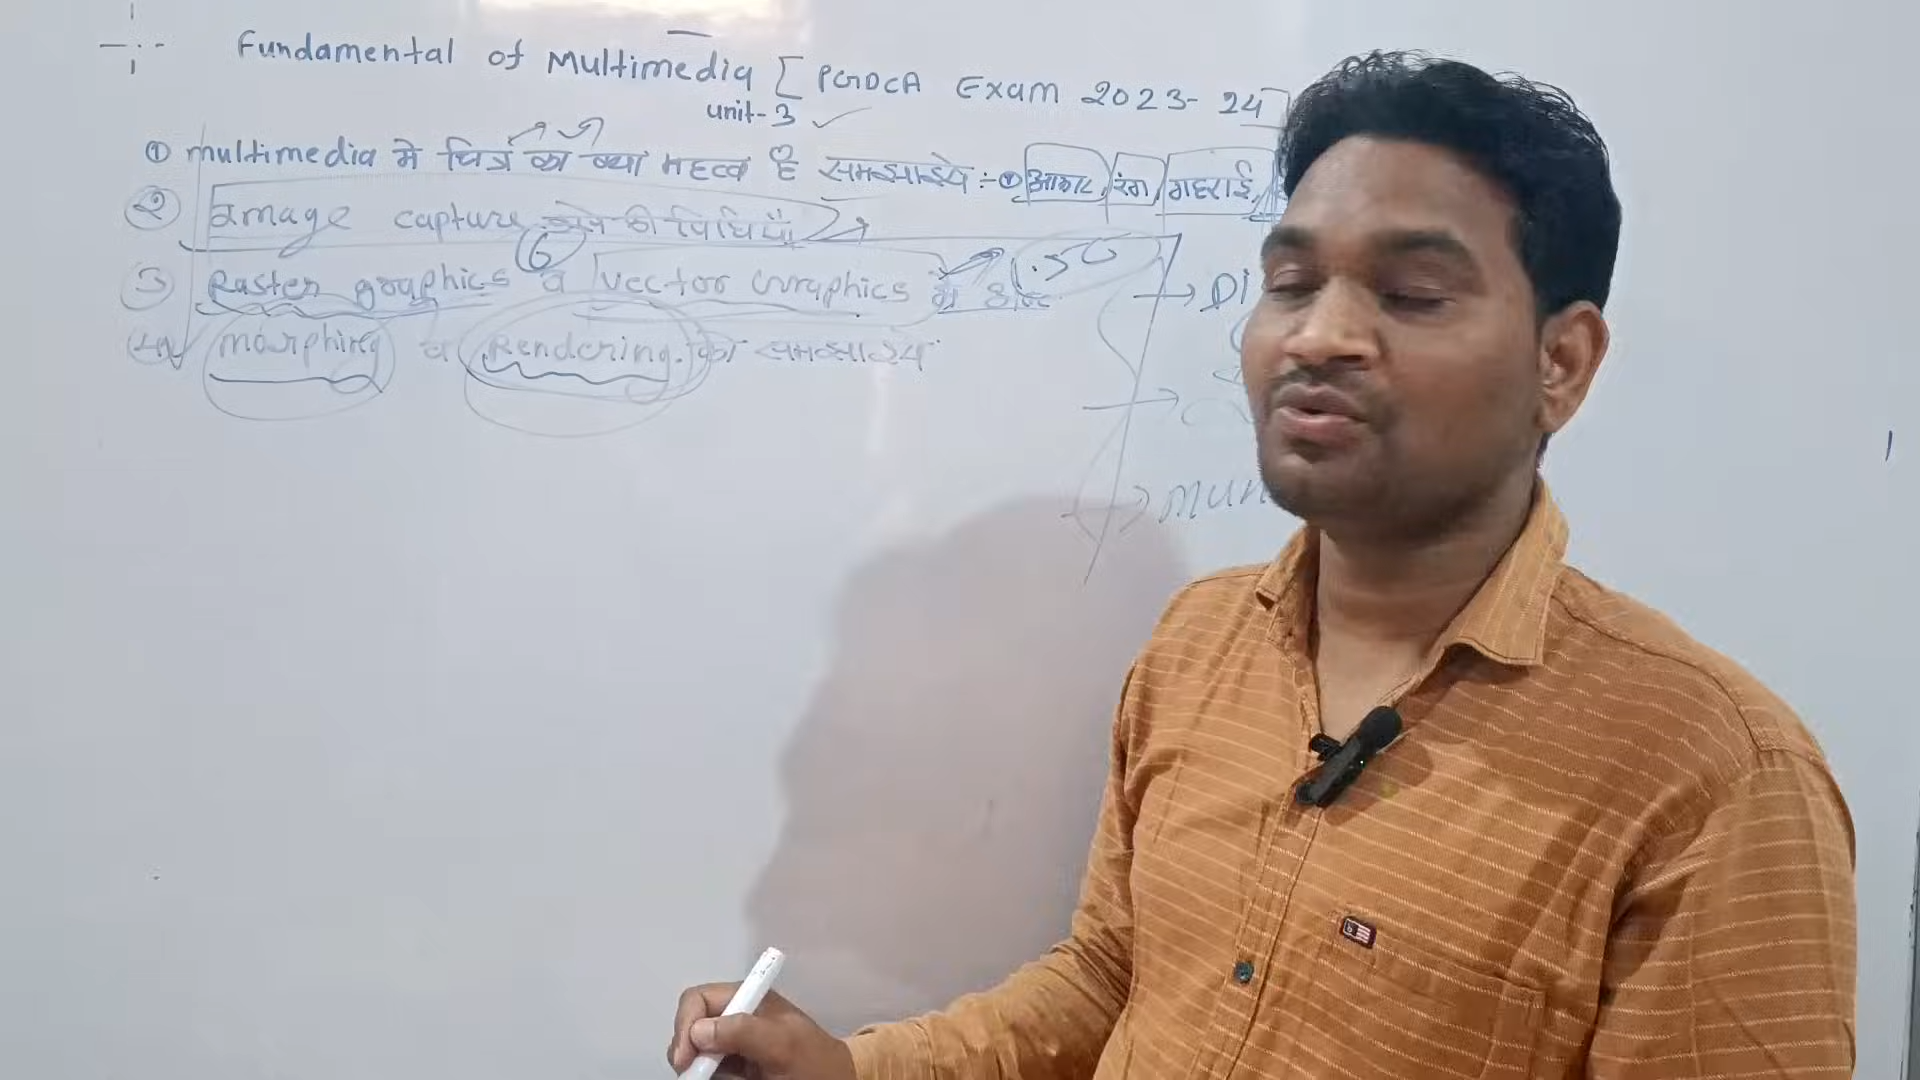 Fundamental of Multimedia [PGDCA Exam 2023-24]
unit-3
① multimedia में चित्र का क्या महत्व है समझाइये :- ① आकार, रंग, गहराई,
② image capture करने की विधियाँ
6
③ Raster graphics व vector graphics में
④ morphing व Rendering. को समझाइये